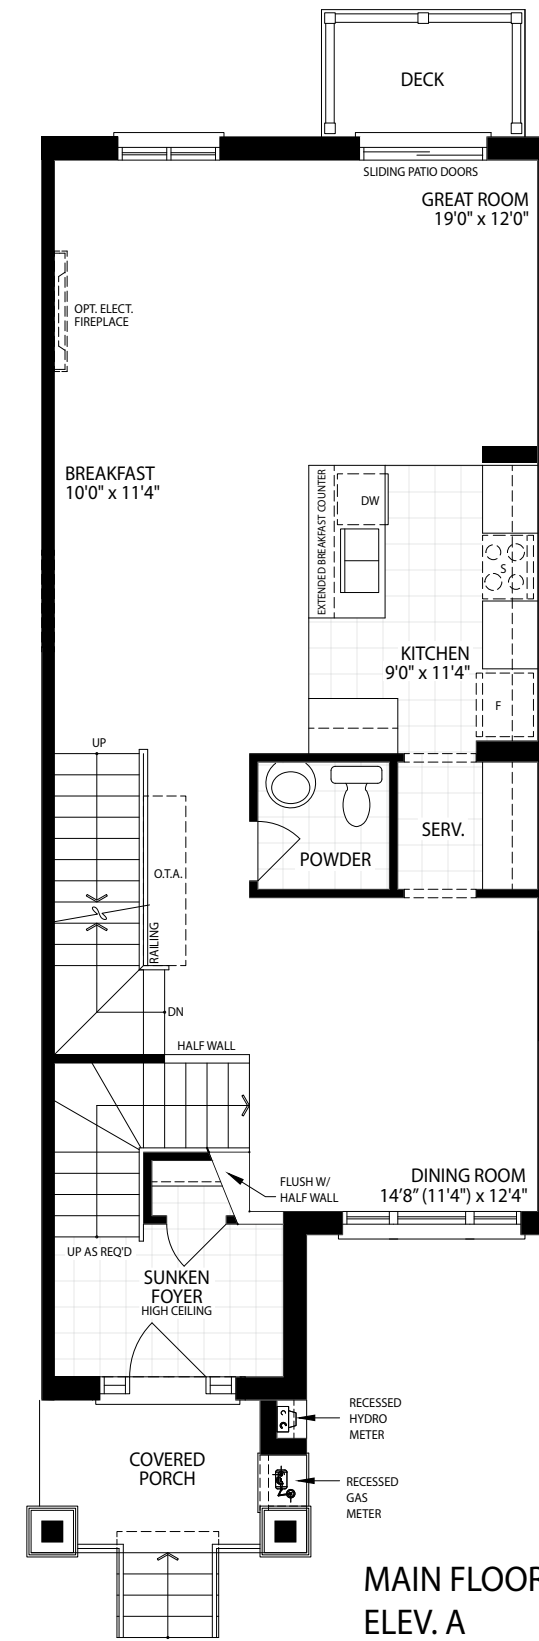 DECK
SLIDING PATIO DOORS
GREAT ROOM
19'0" x 12'0"
OPT. ELECT.
FIREPLACE
BREAKFAST
10'0" x 11'4"
EXTENDED BREAKFAST COUNTER
DW
S
KITCHEN
9'0" x 11'4"
F
UP
SERV.
POWDER
O.T.A.
RAILING
DN
HALF WALL
FLUSH W/
HALF WALL
DINING ROOM
14'8" (11'4") x 12'4"
UP AS REQ'D
SUNKEN
FOYER
HIGH CEILING
RECESSED
HYDRO
METER
COVERED
PORCH
RECESSED
GAS
METER
MAIN FLOOR
ELEV. A